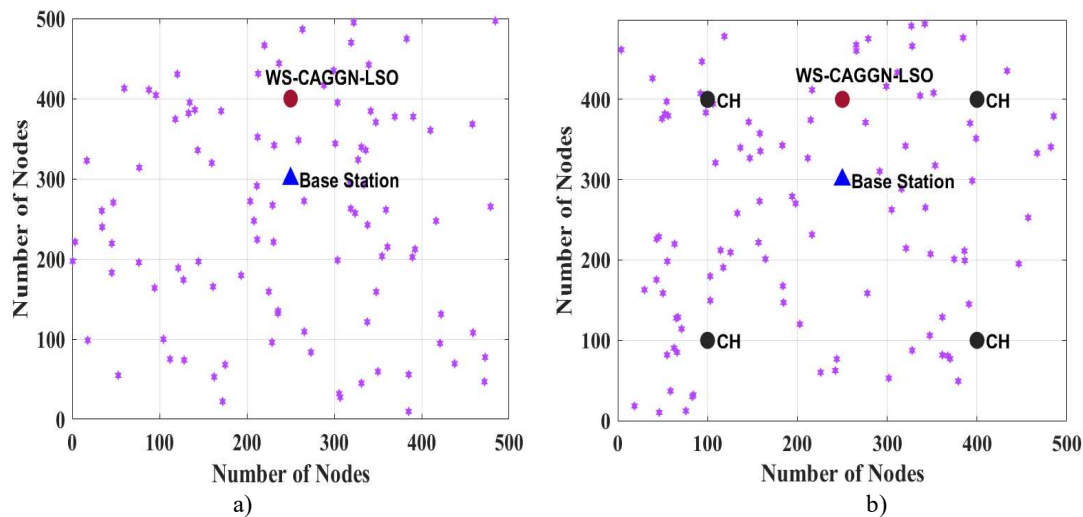 500
400
300
200
100
0
Number of Nodes
WS-CAGGN-LSO
Base Station
0 100 200 300 400 500
Number of Nodes
a)
500
400
300
200
100
0
Number of Nodes
WS-CAGGN-LSO
CH
CH
Base Station
CH
CH
0 100 200 300 400 500
Number of Nodes
b)